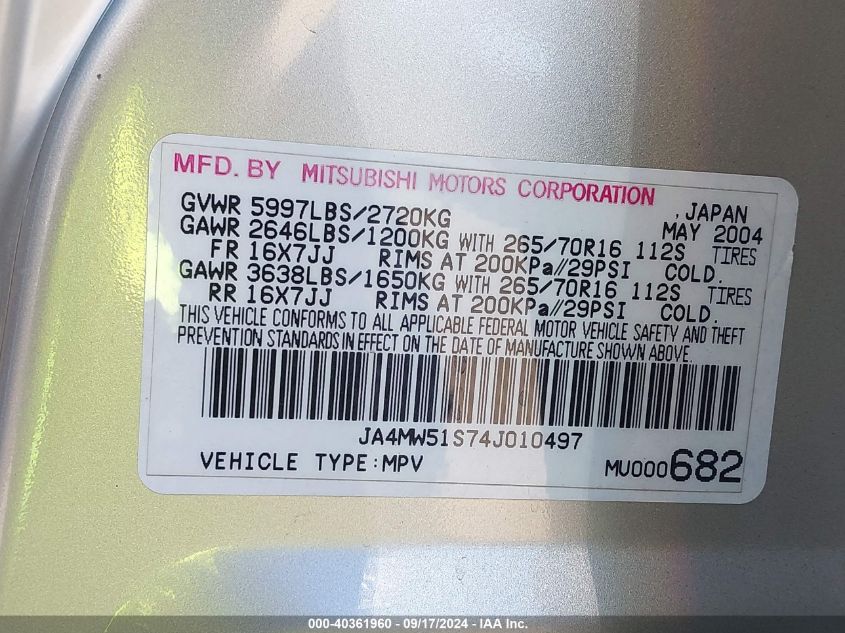 MFD. BY MITSUBISHI MOTORS CORPORATION
, JAPAN
GVWR 5997LBS/2720KG MAY 2004
GAWR 2646LBS/1200KG WITH 265/70R16 112S TIRES
FR 16X7JJ RIMS AT 200KPa//29PSI COLD.
GAWR 3638LBS/1650KG WITH 265/70R16 112S TIRES
RR 16X7JJ RIMS AT 200KPa//29PSI COLD.
THIS VEHICLE CONFORMS TO ALL APPLICABLE FEDERAL MOTOR VEHICLE SAFETY AND THEFT
PREVENTION STANDARDS IN EFFECT ON THE DATE OF MANUFACTURE SHOWN ABOVE.
JA4MW51S74J010497
VEHICLE TYPE:MPV MU000682
000-40361960 - 09/17/2024 - IAA Inc.